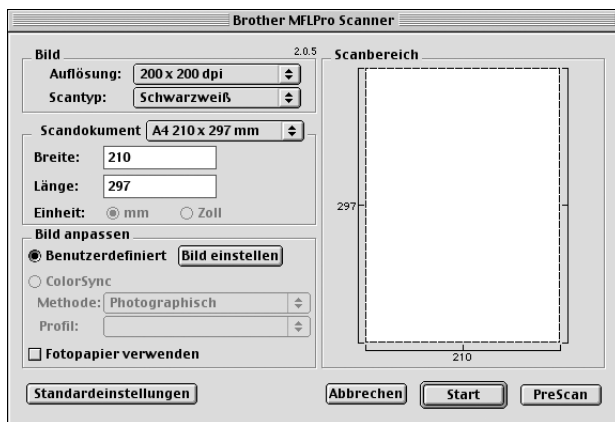 Brother MFLPro Scanner
Bild
2.0.5
Auflösung: 200 x 200 dpi
Scantyp: Schwarzweiß
Scandokument A4 210 x 297 mm
Breite: 210
Länge: 297
Einheit: mm Zoll
Bild anpassen
Benutzerdefiniert Bild einstellen
ColorSync
Methode: Photographisch
Profil:
Fotopapier verwenden
Scanbereich
297
210
Standardeinstellungen Abbrechen Start PreScan